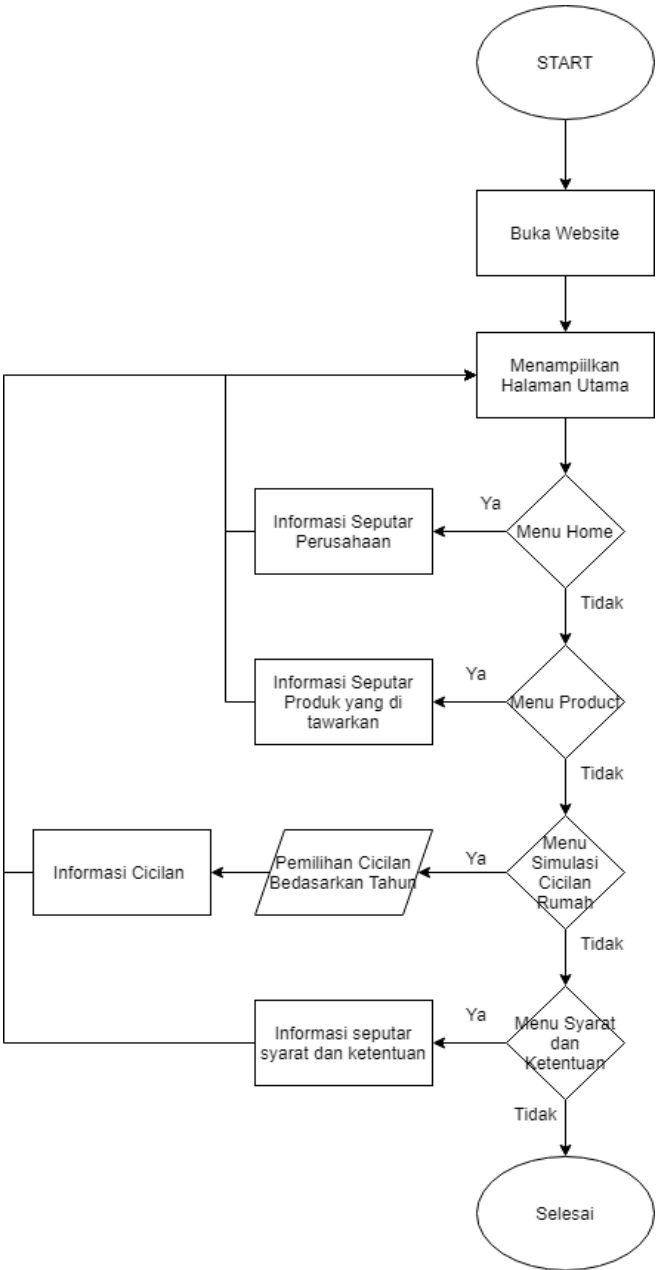 START
Buka Website
Menampiilkan
Halaman Utama
Ya
Informasi Seputar
Perusahaan
Menu Home
Tidak
Ya
Informasi Seputar
Produk yang di
tawarkan
Menu Product
Tidak
Informasi Cicilan
Pemilihan Cicilan
Bedasarkan Tahun
Ya
Menu
Simulasi
Cicilan
Rumah
Tidak
Informasi seputar
syarat dan ketentuan
Ya
Menu Syarat
dan
Ketentuan
Tidak
Selesai